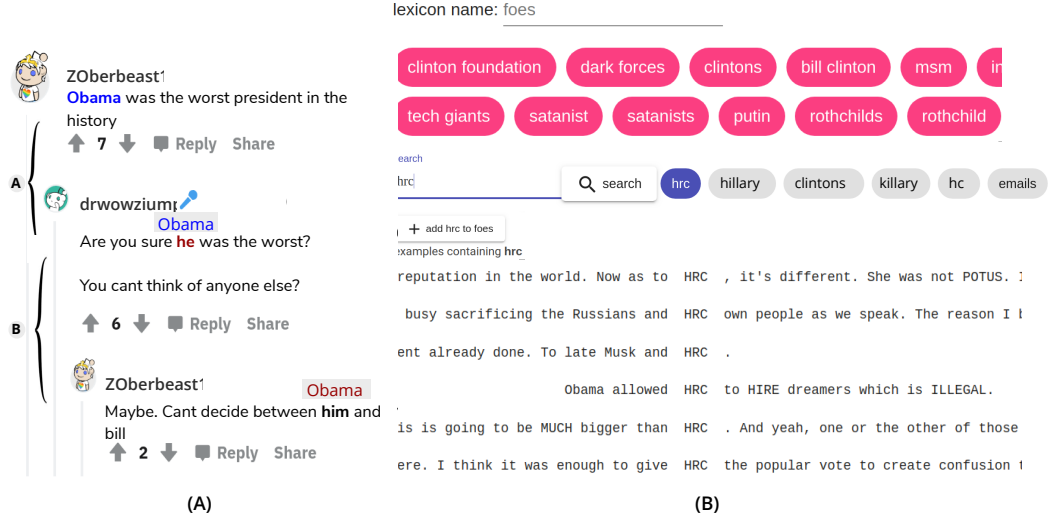 ZOberbeast1
Obama was the worst president in the
history
7 Reply Share
A
drwowzium
Obama
Are you sure he was the worst?
You cant think of anyone else?
B
6 Reply Share
ZOberbeast1
Obama
Maybe. Cant decide between him and
bill
2 Reply Share
(A)
lexicon name: foes
clinton foundation dark forces clintons bill clinton msm in
tech giants satanist satanists putin rothchilds rothchild
earch
hrc search hrc hillary clintons killary hc emails
+ add hrc to foes
examples containing hrc
reputation in the world. Now as to HRC , it's different. She was not POTUS. I
busy sacrificing the Russians and HRC own people as we speak. The reason I
ent already done. To late Musk and HRC .
Obama allowed HRC to HIRE dreamers which is ILLEGAL.
is is going to be MUCH bigger than HRC . And yeah, one or the other of those
ere. I think it was enough to give HRC the popular vote to create confusion
(B)